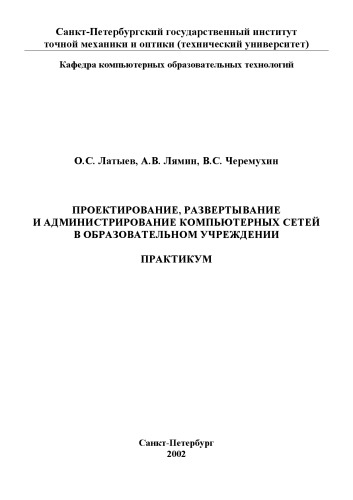 Санкт-Петербургский государственный институт
точной механики и оптики (технический университет)
Кафедра компьютерных образовательных технологий
О.С. Латыев, А.В. Лямин, В.С. Черемухин
ПРОЕКТИРОВАНИЕ, РАЗВЕРТЫВАНИЕ
И АДМИНИСТРИРОВАНИЕ КОМПЬЮТЕРНЫХ СЕТЕЙ
В ОБРАЗОВАТЕЛЬНОМ УЧРЕЖДЕНИИ
ПРАКТИКУМ
Санкт-Петербург
2002